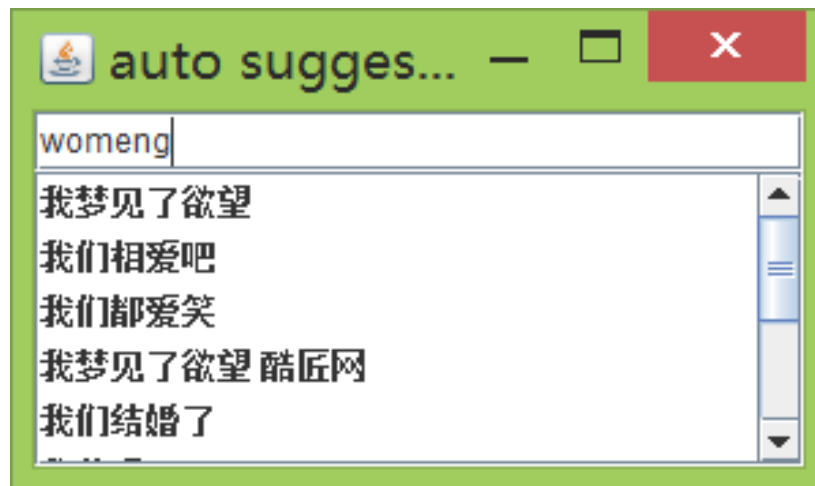 auto sugges...
womeng
我梦见了欲望
我们相爱吧
我们都爱笑
我梦见了欲望 酷匠网
我们结婚了